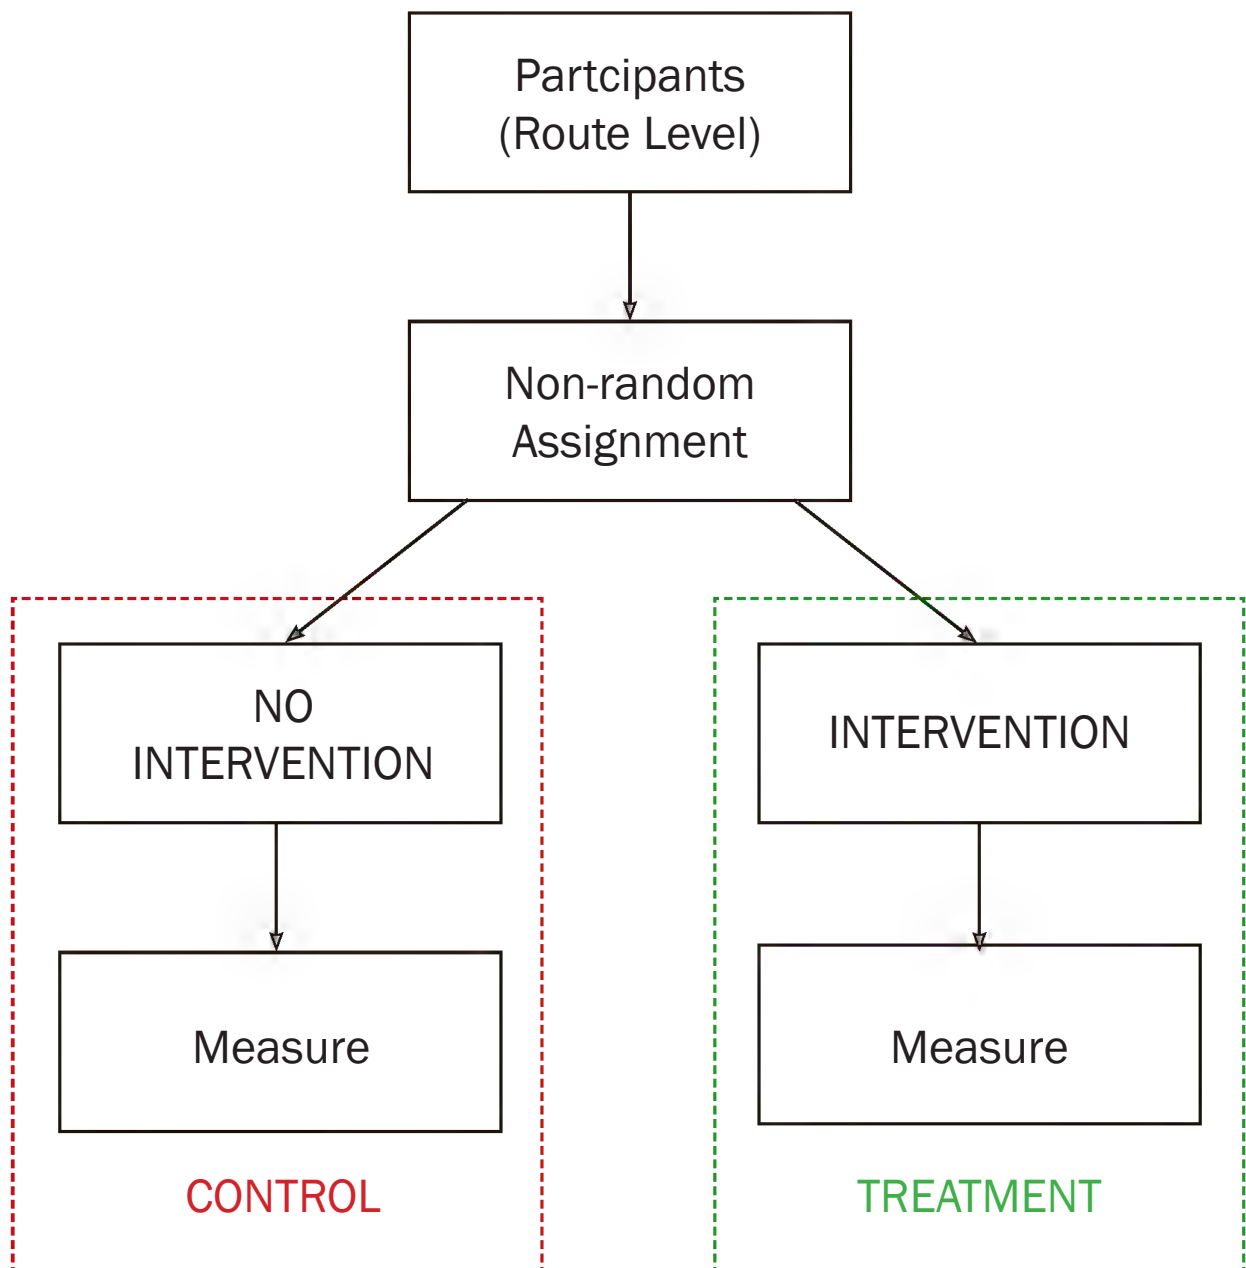 Partcipants
(Route Level)
Non-random
Assignment
NO
INTERVENTION
INTERVENTION
Measure
Measure
CONTROL
TREATMENT